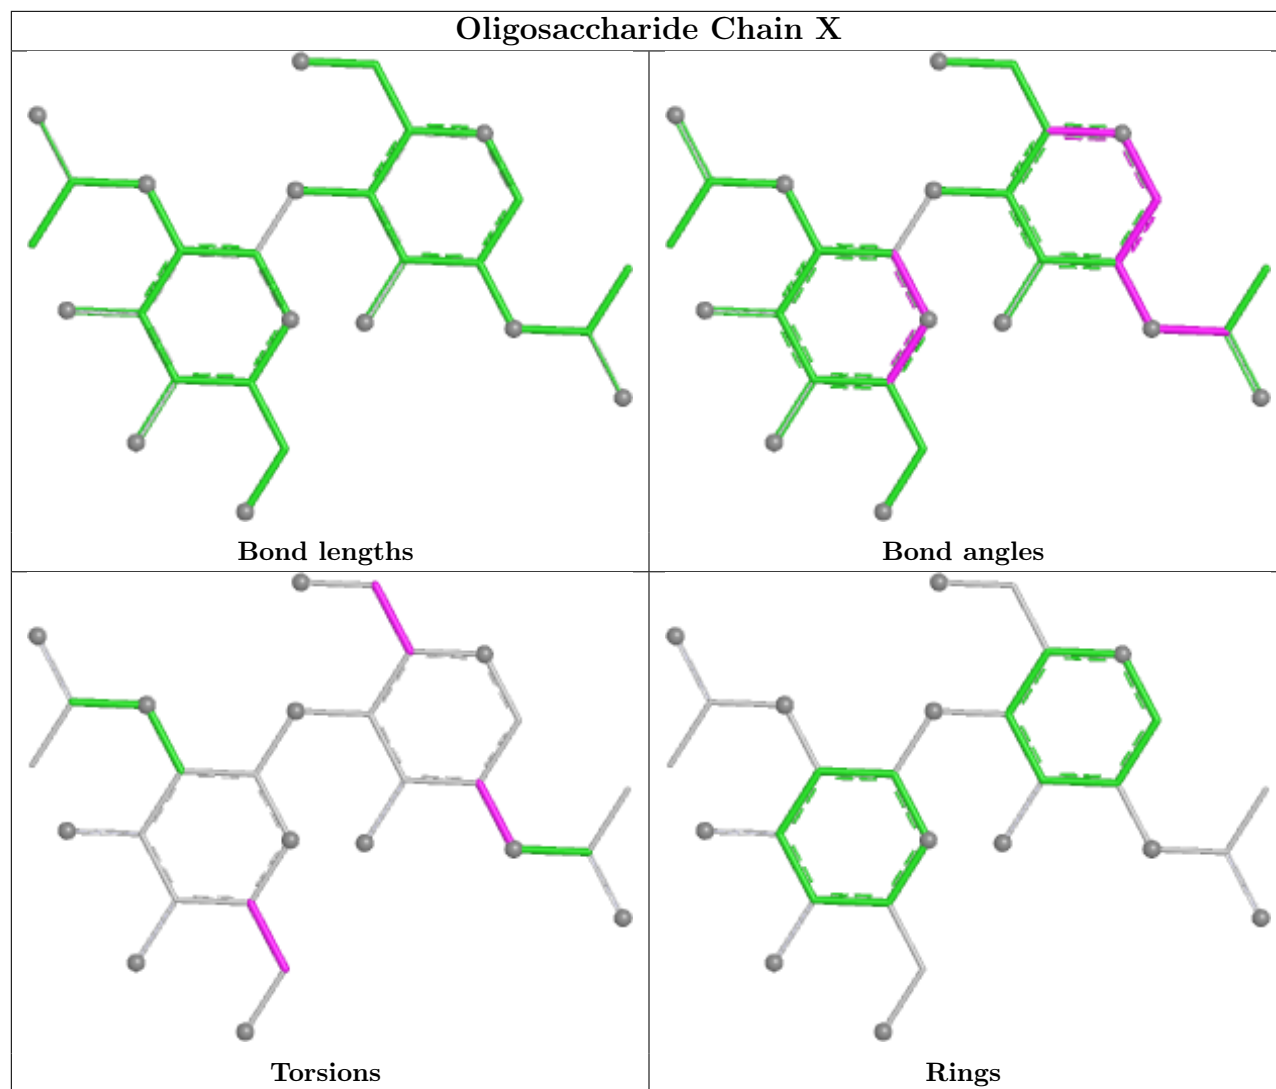 Oligosaccharide Chain X
Bond lengths
Bond angles
Torsions
Rings